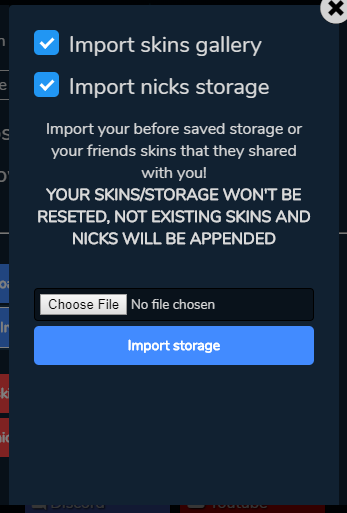 Import skins gallery
Import nicks storage
Import your before saved storage or
your friends skins that they shared
with you!
YOUR SKINS/STORAGE WON'T BE
RESETED, NOT EXISTING SKINS AND
NICKS WILL BE APPENDED
Choose File No file chosen
Import storage
Discord Youtube